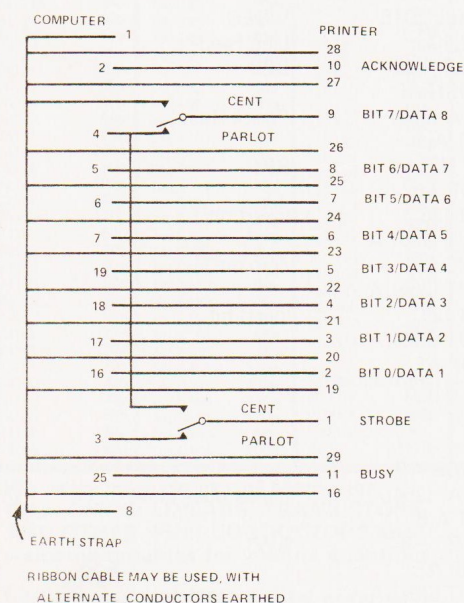 COMPUTER
1
PRINTER
28
2 10 ACKNOWLEDGE
27
CENT
9 BIT 7/DATA 8
4 PARLOT
26
5 8 BIT 6/DATA 7
25
6 7 BIT 5/DATA 6
24
7 6 BIT 4/DATA 5
23
19 5 BIT 3/DATA 4
22
18 4 BIT 2/DATA 3
21
17 3 BIT 1/DATA 2
20
16 2 BIT 0/DATA 1
19
CENT
1 STROBE
3 PARLOT
29
25 11 BUSY
16
8
EARTH STRAP
RIBBON CABLE MAY BE USED, WITH
ALTERNATE CONDUCTORS EARTHED